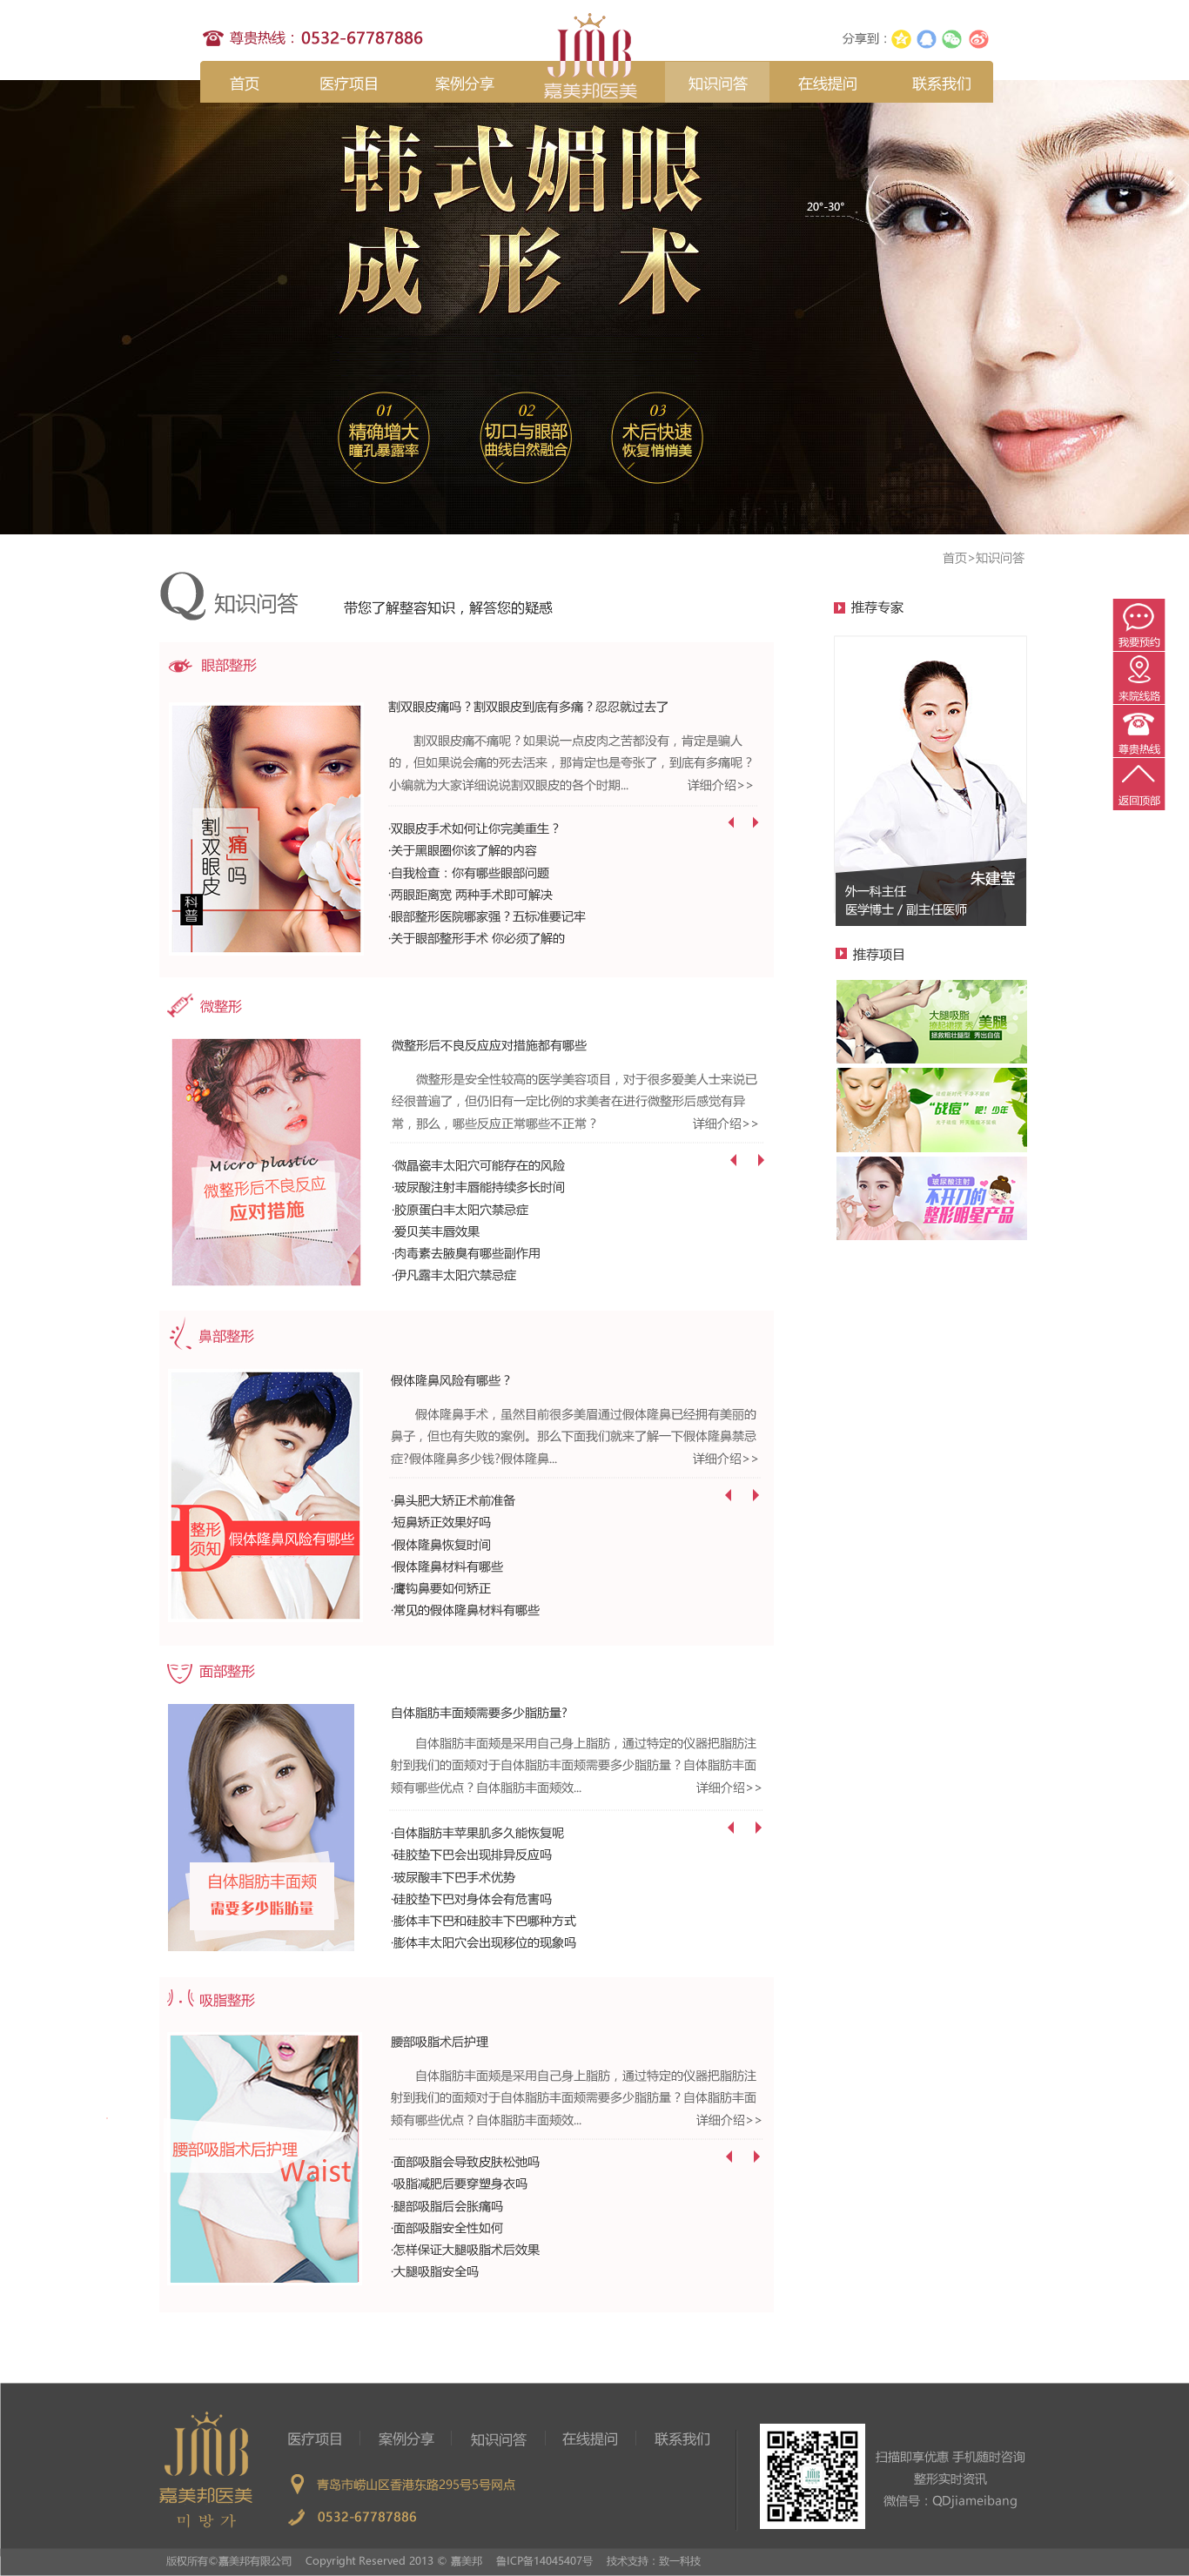 尊贵热线：0532-67787886
JMB
嘉美邦医美
分享到：
首页 医疗项目 案例分享 知识问答 在线提问 联系我们
韩式媚眼
成形术
20°-30°
01
精确增大
瞳孔暴露率
02
切口与眼部
曲线自然融合
03
术后快速
恢复悄悄美
首页>知识问答
Q 知识问答 带您了解整容知识，解答您的疑惑
眼部整形
割双眼皮
「痛」吗
科普
割双眼皮痛吗？割双眼皮到底有多痛？忍忍就过去了
割双眼皮痛不痛呢？如果说一点皮肉之苦都没有，肯定是骗人
的，但如果说会痛的死去活来，那肯定也是夸张了，到底有多痛呢？
小编就为大家详细说说割双眼皮的各个时期... 详细介绍>>
·双眼皮手术如何让你完美重生？
·关于黑眼圈你该了解的内容
·自我检查：你有哪些眼部问题
·两眼距离宽 两种手术即可解决
·眼部整形医院哪家强？五标准要记牢
·关于眼部整形手术 你必须了解的
微整形
Micro plastic
微整形后不良反应
应对措施
微整形后不良反应应对措施都有哪些
微整形是安全性较高的医学美容项目，对于很多爱美人士来说已
经很普遍了，但仍旧有一定比例的求美者在进行微整形后感觉有异
常，那么，哪些反应正常哪些不正常？ 详细介绍>>
·微晶瓷丰太阳穴可能存在的风险
·玻尿酸注射丰唇能持续多长时间
·胶原蛋白丰太阳穴禁忌症
·爱贝芙丰唇效果
·肉毒素去腋臭有哪些副作用
·伊凡露丰太阳穴禁忌症
鼻部整形
D
整形
须知
假体隆鼻风险有哪些
假体隆鼻风险有哪些？
假体隆鼻手术，虽然目前很多美眉通过假体隆鼻已经拥有美丽的
鼻子，但也有失败的案例。那么下面我们就来了解一下假体隆鼻禁忌
症?假体隆鼻多少钱?假体隆鼻... 详细介绍>>
·鼻头肥大矫正术前准备
·短鼻矫正效果好吗
·假体隆鼻恢复时间
·假体隆鼻材料有哪些
·鹰钩鼻要如何矫正
·常见的假体隆鼻材料有哪些
面部整形
自体脂肪丰面颊
需要多少脂肪量
自体脂肪丰面颊需要多少脂肪量?
自体脂肪丰面颊是采用自己身上脂肪，通过特定的仪器把脂肪注
射到我们的面颊对于自体脂肪丰面颊需要多少脂肪量？自体脂肪丰面
颊有哪些优点？自体脂肪丰面颊效... 详细介绍>>
·自体脂肪丰苹果肌多久能恢复呢
·硅胶垫下巴会出现排异反应吗
·玻尿酸丰下巴手术优势
·硅胶垫下巴对身体会有危害吗
·膨体丰下巴和硅胶丰下巴哪种方式
·膨体丰太阳穴会出现移位的现象吗
吸脂整形
腰部吸脂术后护理
Waist
腰部吸脂术后护理
自体脂肪丰面颊是采用自己身上脂肪，通过特定的仪器把脂肪注
射到我们的面颊对于自体脂肪丰面颊需要多少脂肪量？自体脂肪丰面
颊有哪些优点？自体脂肪丰面颊效... 详细介绍>>
·面部吸脂会导致皮肤松弛吗
·吸脂减肥后要穿塑身衣吗
·腿部吸脂后会胀痛吗
·面部吸脂安全性如何
·怎样保证大腿吸脂术后效果
·大腿吸脂安全吗
推荐专家
朱建莹
外一科主任
医学博士 / 副主任医师
推荐项目
大腿吸脂
美腿
拯救粗壮腿型 秀出自信
"战痘"吧！少年
玻尿酸注射
不开刀的
整形明星产品
我要预约
来院线路
尊贵热线
返回顶部
JMB
嘉美邦医美
미방가
医疗项目 案例分享 知识问答 在线提问 联系我们
青岛市崂山区香港东路295号5号网点
0532-67787886
扫描即享优惠 手机随时咨询
整形实时资讯
微信号：QDjiameibang
版权所有©嘉美邦有限公司 Copyright Reserved 2013 © 嘉美邦 鲁ICP备14045407号 技术支持：致一科技